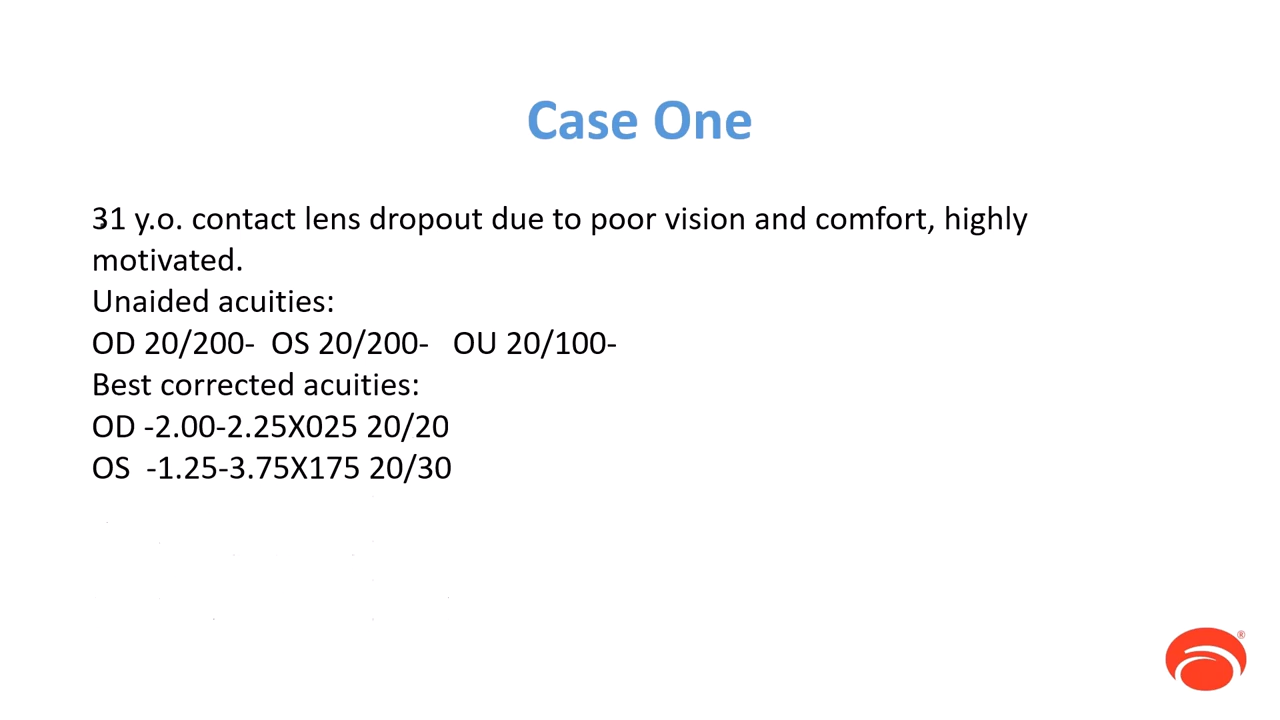 Case One
31 y.o. contact lens dropout due to poor vision and comfort, highly
motivated.
Unaided acuities:
OD 20/200-  OS 20/200-   OU 20/100-
Best corrected acuities:
OD -2.00-2.25X025 20/20
OS  -1.25-3.75X175 20/30
®